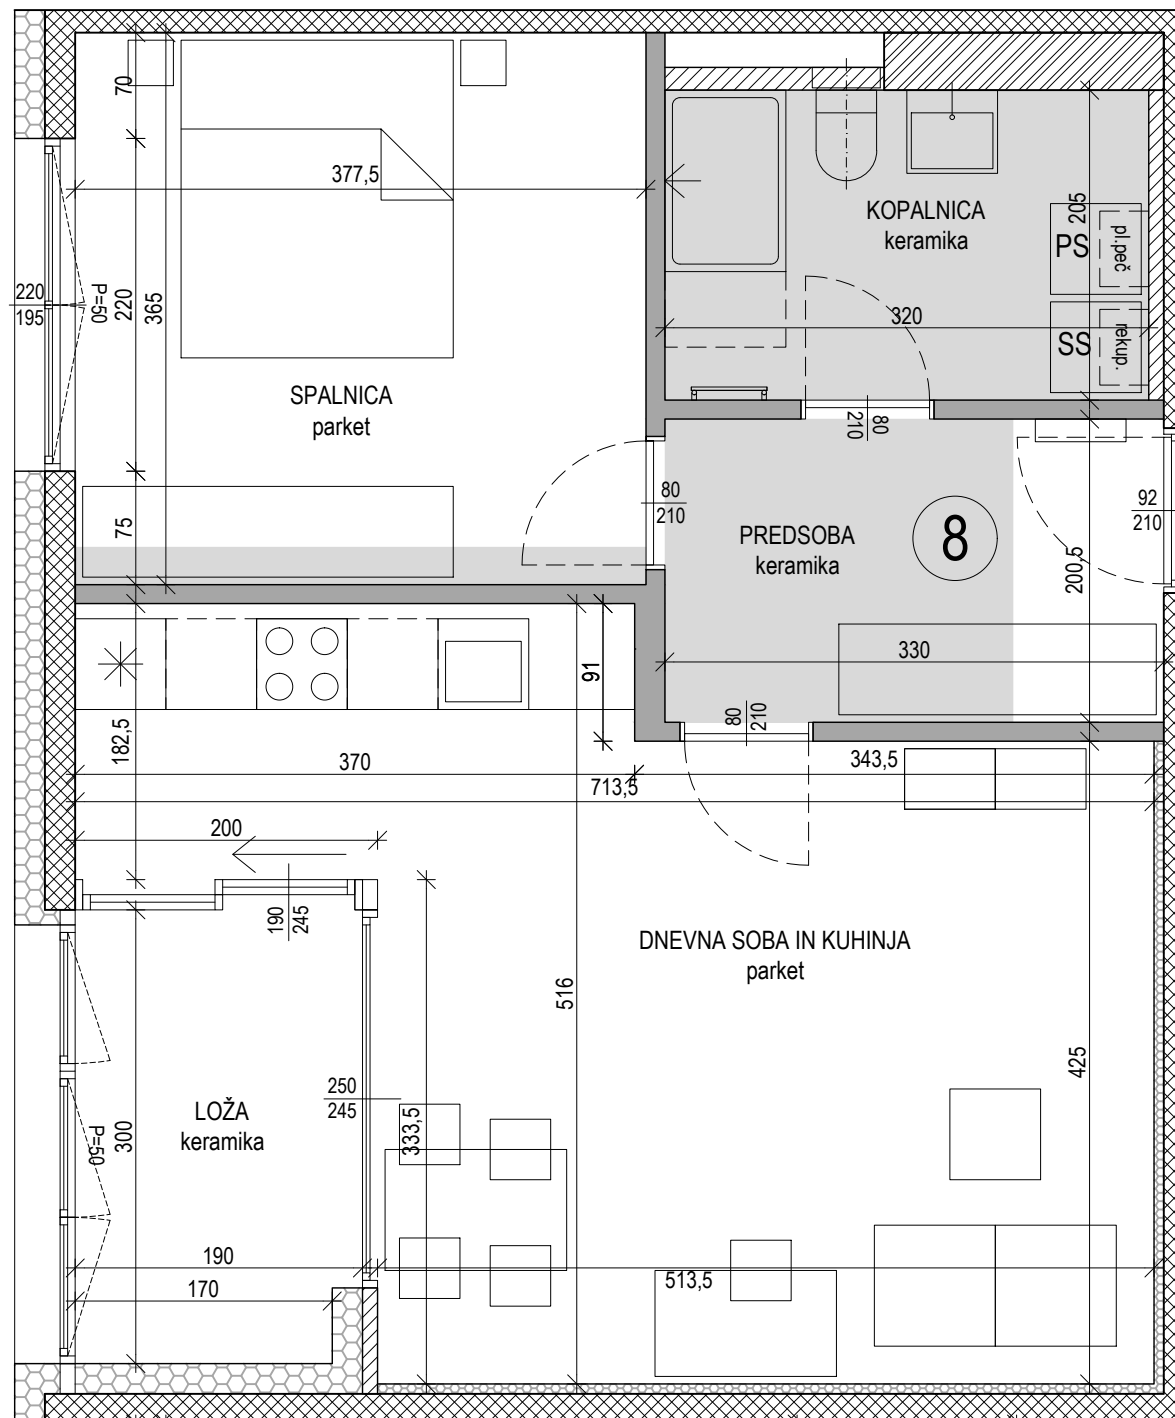 70
377,5
220
195
P=50
220
365
SPALNICA
parket
75
KOPALNICA
keramika
205
PS
pl.peč
320
SS
rekup.
80
210
80
210
PREDSOBA
keramika
8
92
210
200,5
330
91
182,5
80
210
370
343,5
713,5
200
190
245
DNEVNA SOBA IN KUHINJA
parket
516
425
250
245
333,5
LOŽA
keramika
P=50
300
190
170
513,5